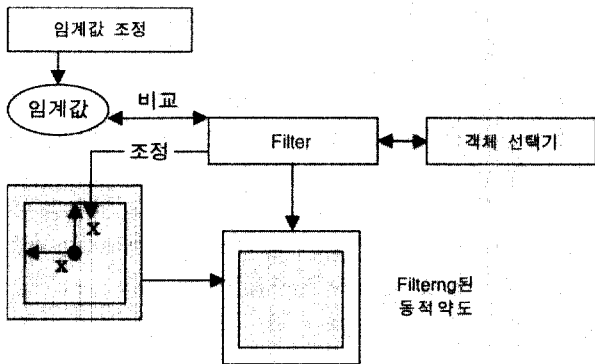 임계값 조정
임계값
비교
Filter
객체 선택기
조정
x
x
Filterng된
동적약도